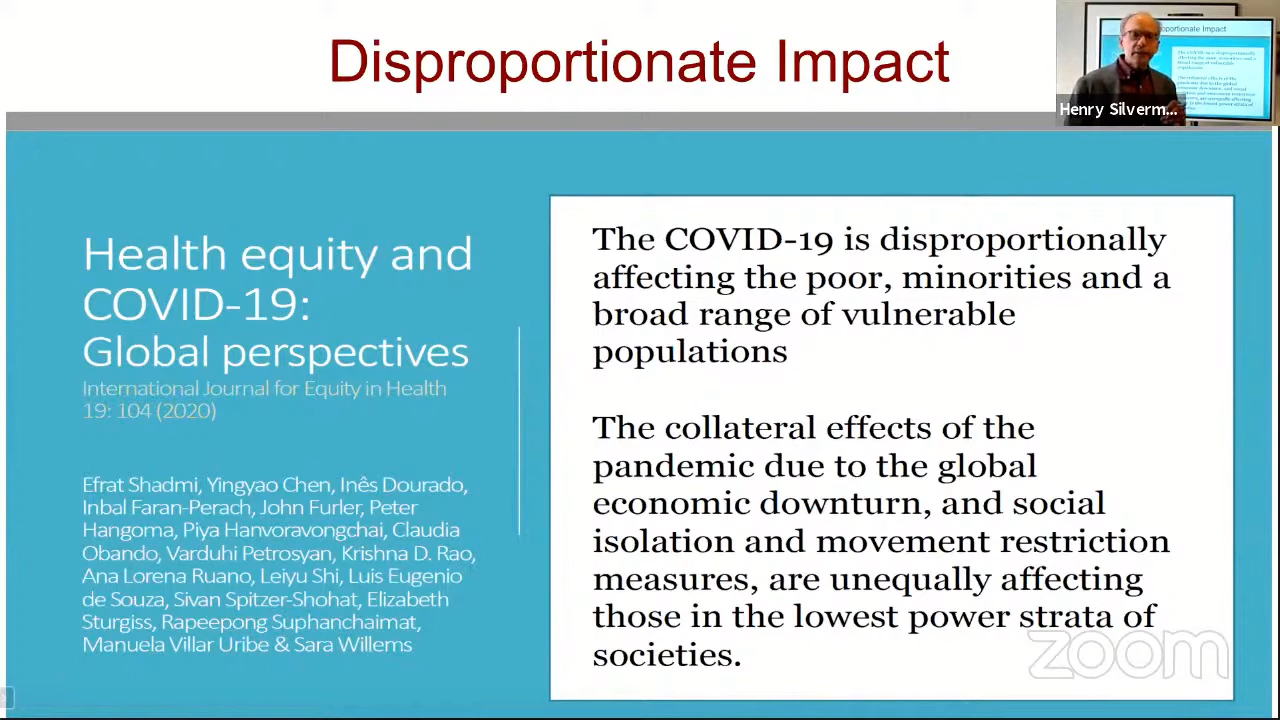 Disproportionate Impact
Henry Silverm...
Health equity and
COVID-19:
Global perspectives
International Journal for Equity in Health
19: 104 (2020)
Efrat Shadmi, Yingyao Chen, Inês Dourado,
Inbal Faran-Perach, John Furler, Peter
Hangoma, Piya Hanvoravongchai, Claudia
Obando, Varduhi Petrosyan, Krishna D. Rao,
Ana Lorena Ruano, Leiyu Shi, Luis Eugenio
de Souza, Sivan Spitzer-Shohat, Elizabeth
Sturgiss, Rapeepong Suphanchaimat,
Manuela Villar Uribe & Sara Willems
The COVID-19 is disproportionally
affecting the poor, minorities and a
broad range of vulnerable
populations
The collateral effects of the
pandemic due to the global
economic downturn, and social
isolation and movement restriction
measures, are unequally affecting
those in the lowest power strata of
societies.
zoom